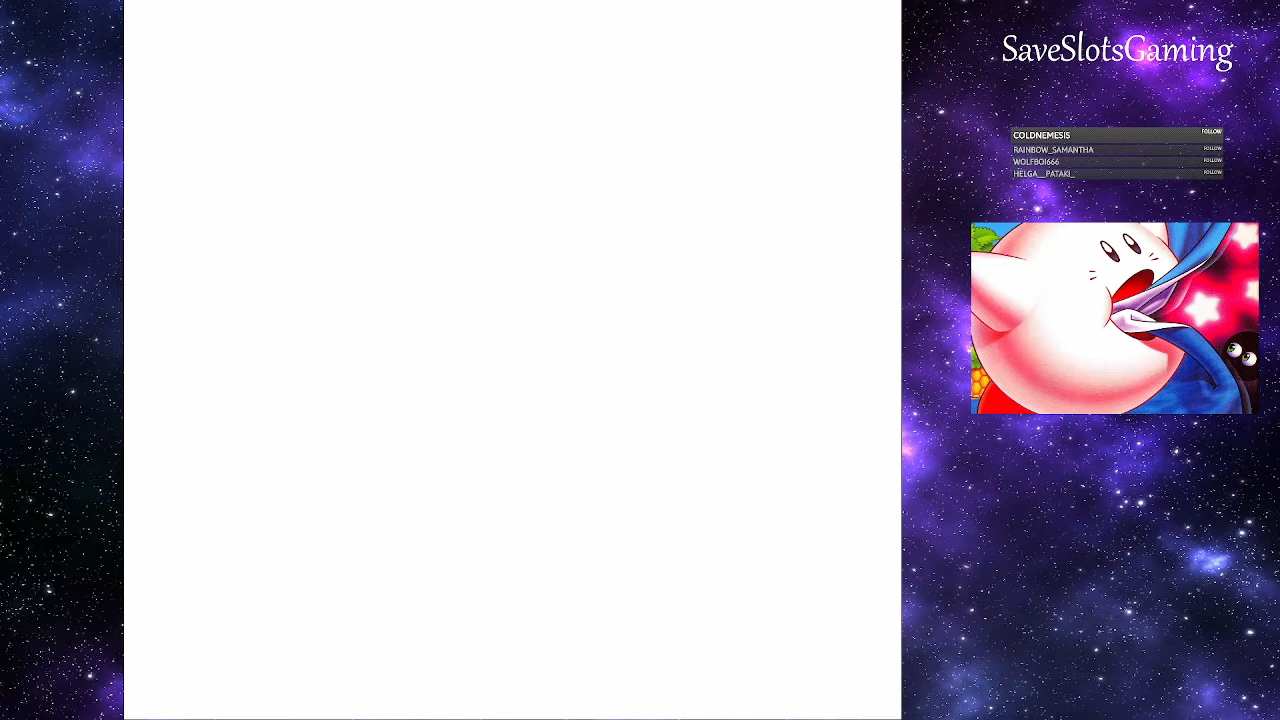 SaveSlotsGaming
COLDNEMESIS FOLLOW
RAINBOW_SAMANTHA FOLLOW
WOLFBOI666 FOLLOW
HELGA__PATAKI_ FOLLOW